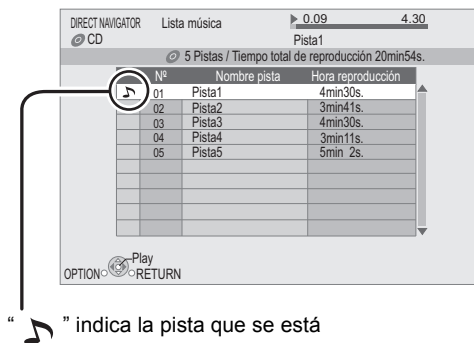 DIRECT NAVIGATOR Lista música 0.09 4.30
CD Pista1
5 Pistas / Tiempo total de reproducción 20min54s.
Nº Nombre pista Hora reproducción
01 Pista1 4min30s.
02 Pista2 3min41s.
03 Pista3 4min30s.
04 Pista4 3min11s.
05 Pista5 5min 2s.
Play
OPTION RETURN
“ ♪ ” indica la pista que se está